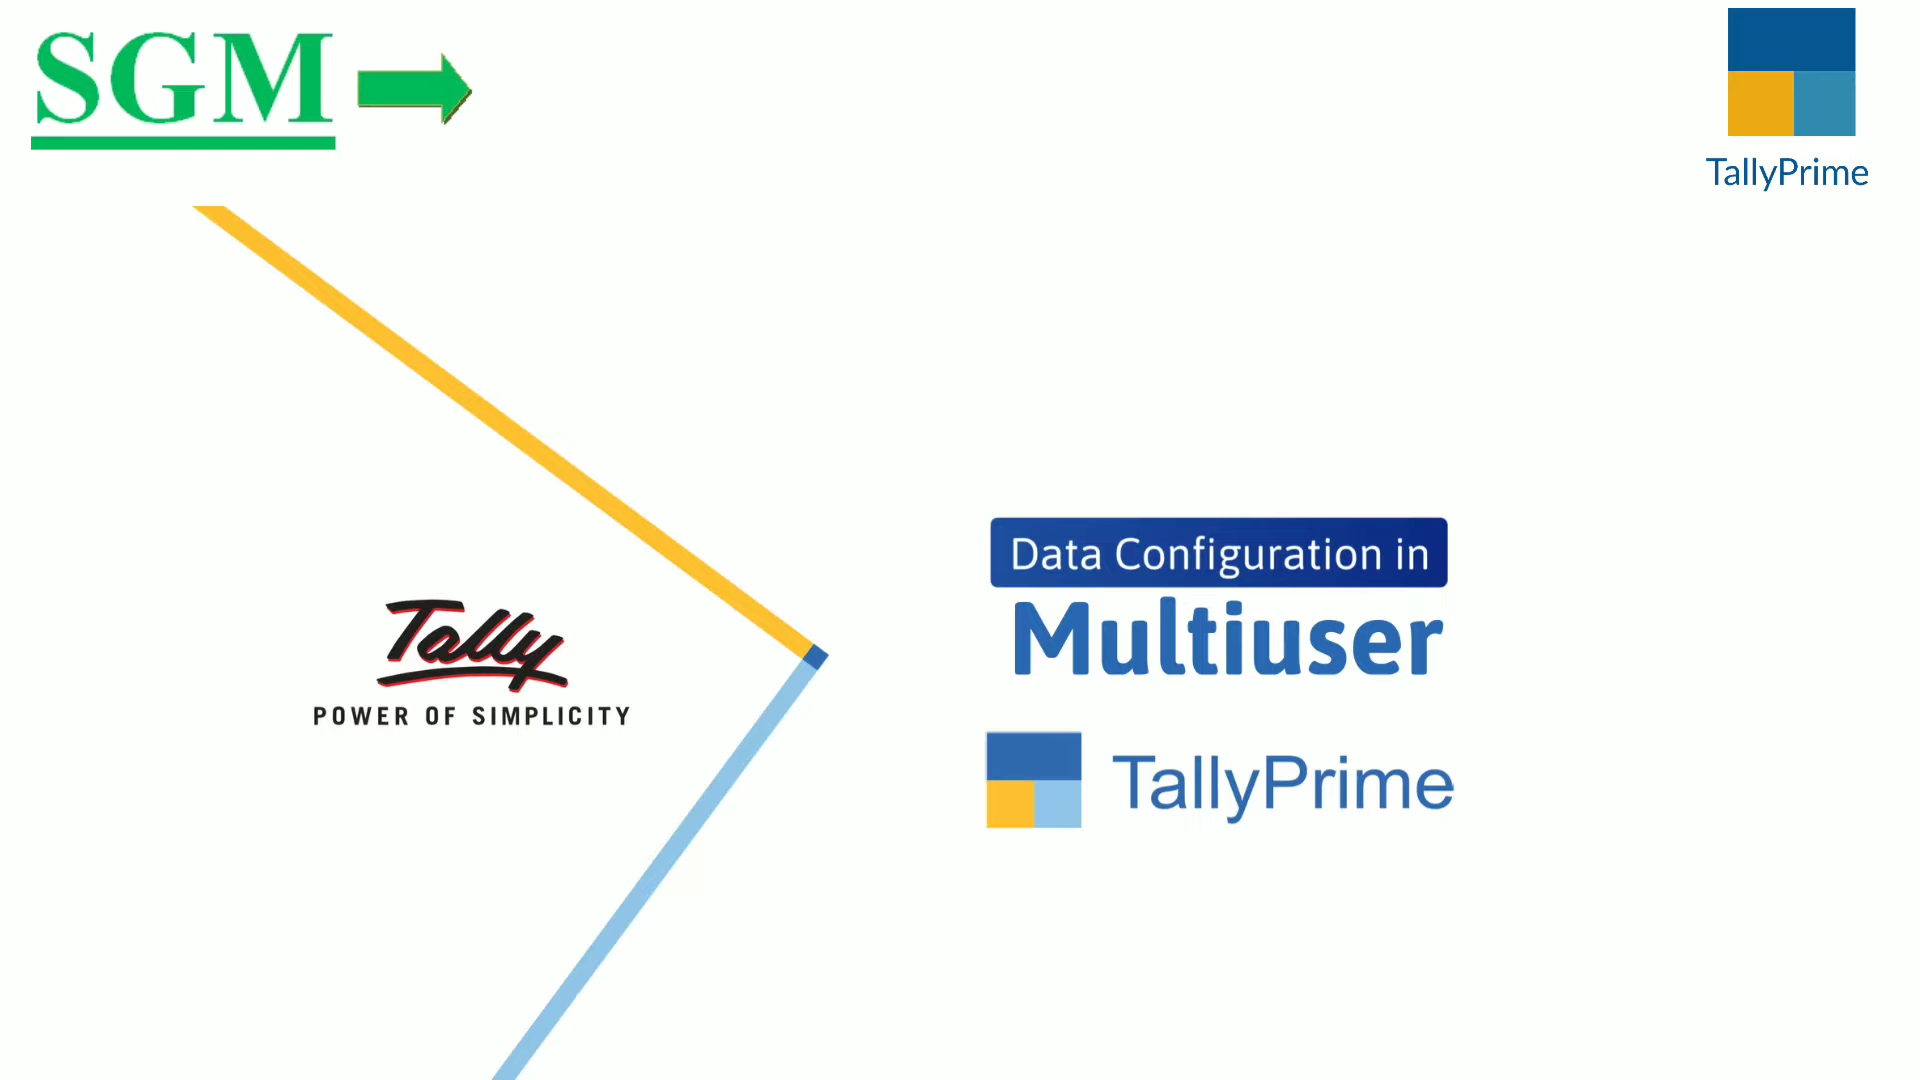 SGM
TallyPrime
Data Configuration in
Multiuser
Tally
POWER OF SIMPLICITY
TallyPrime